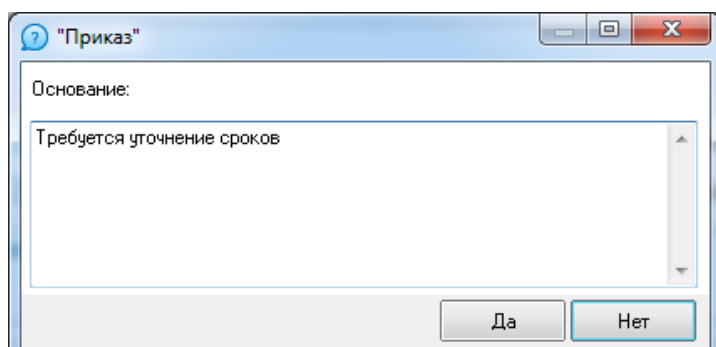 "Приказ"
Основание:
Требуется уточнение сроков
Да
Нет